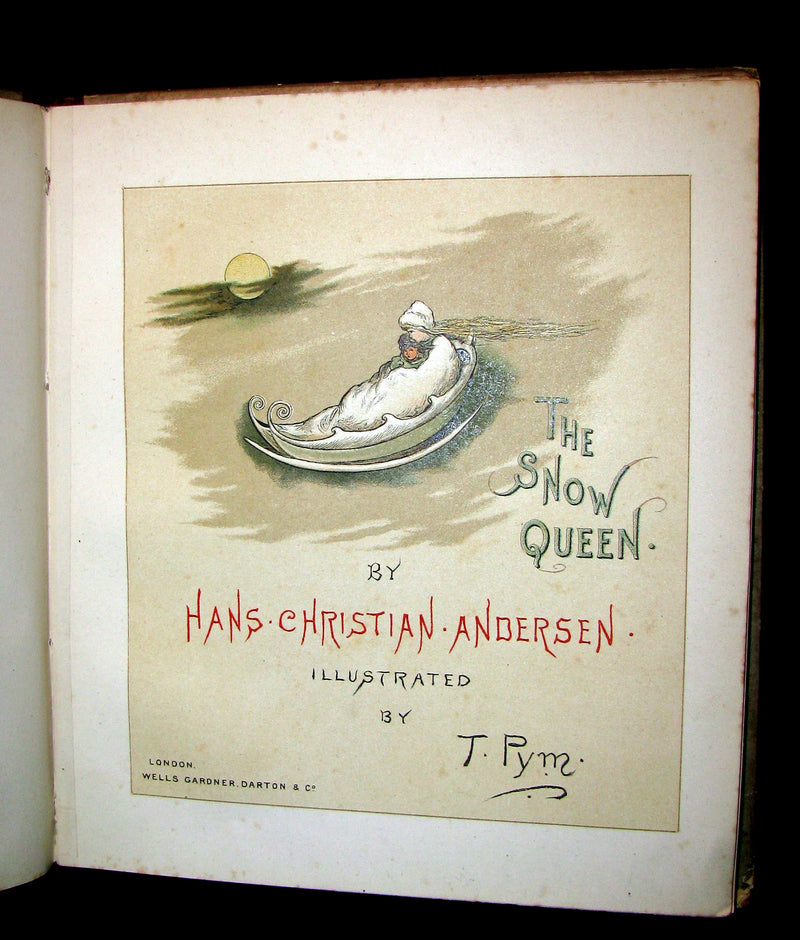 THE
SNOW
QUEEN.
BY
HANS · CHRISTIAN · ANDERSEN ·
ILLUSTRATED
BY
T. Pym.
LONDON.
WELLS GARDNER, DARTON & Cº